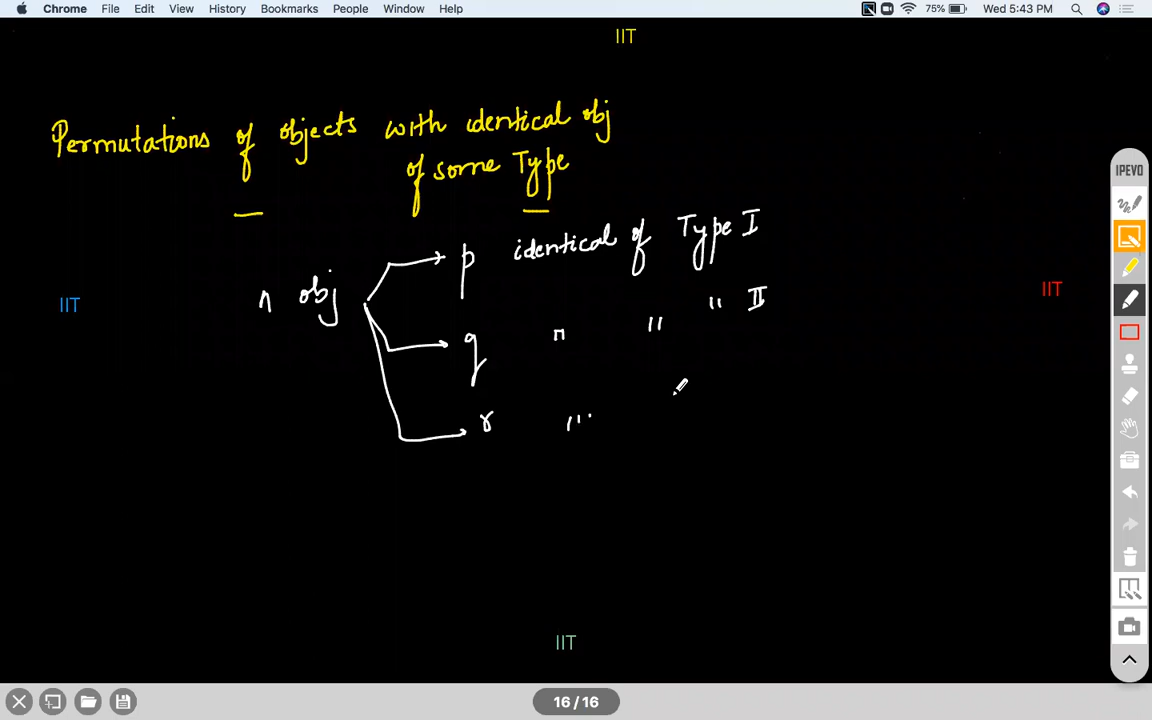 Chrome File Edit View History Bookmarks People Window Help 75% Wed 5:43 PM
IIT
Permutations of objects with identical obj
of some Type
IPEVO
p identical of Type I
n obj
IIT
IIT
q " " " II
r "'
IIT
16 / 16